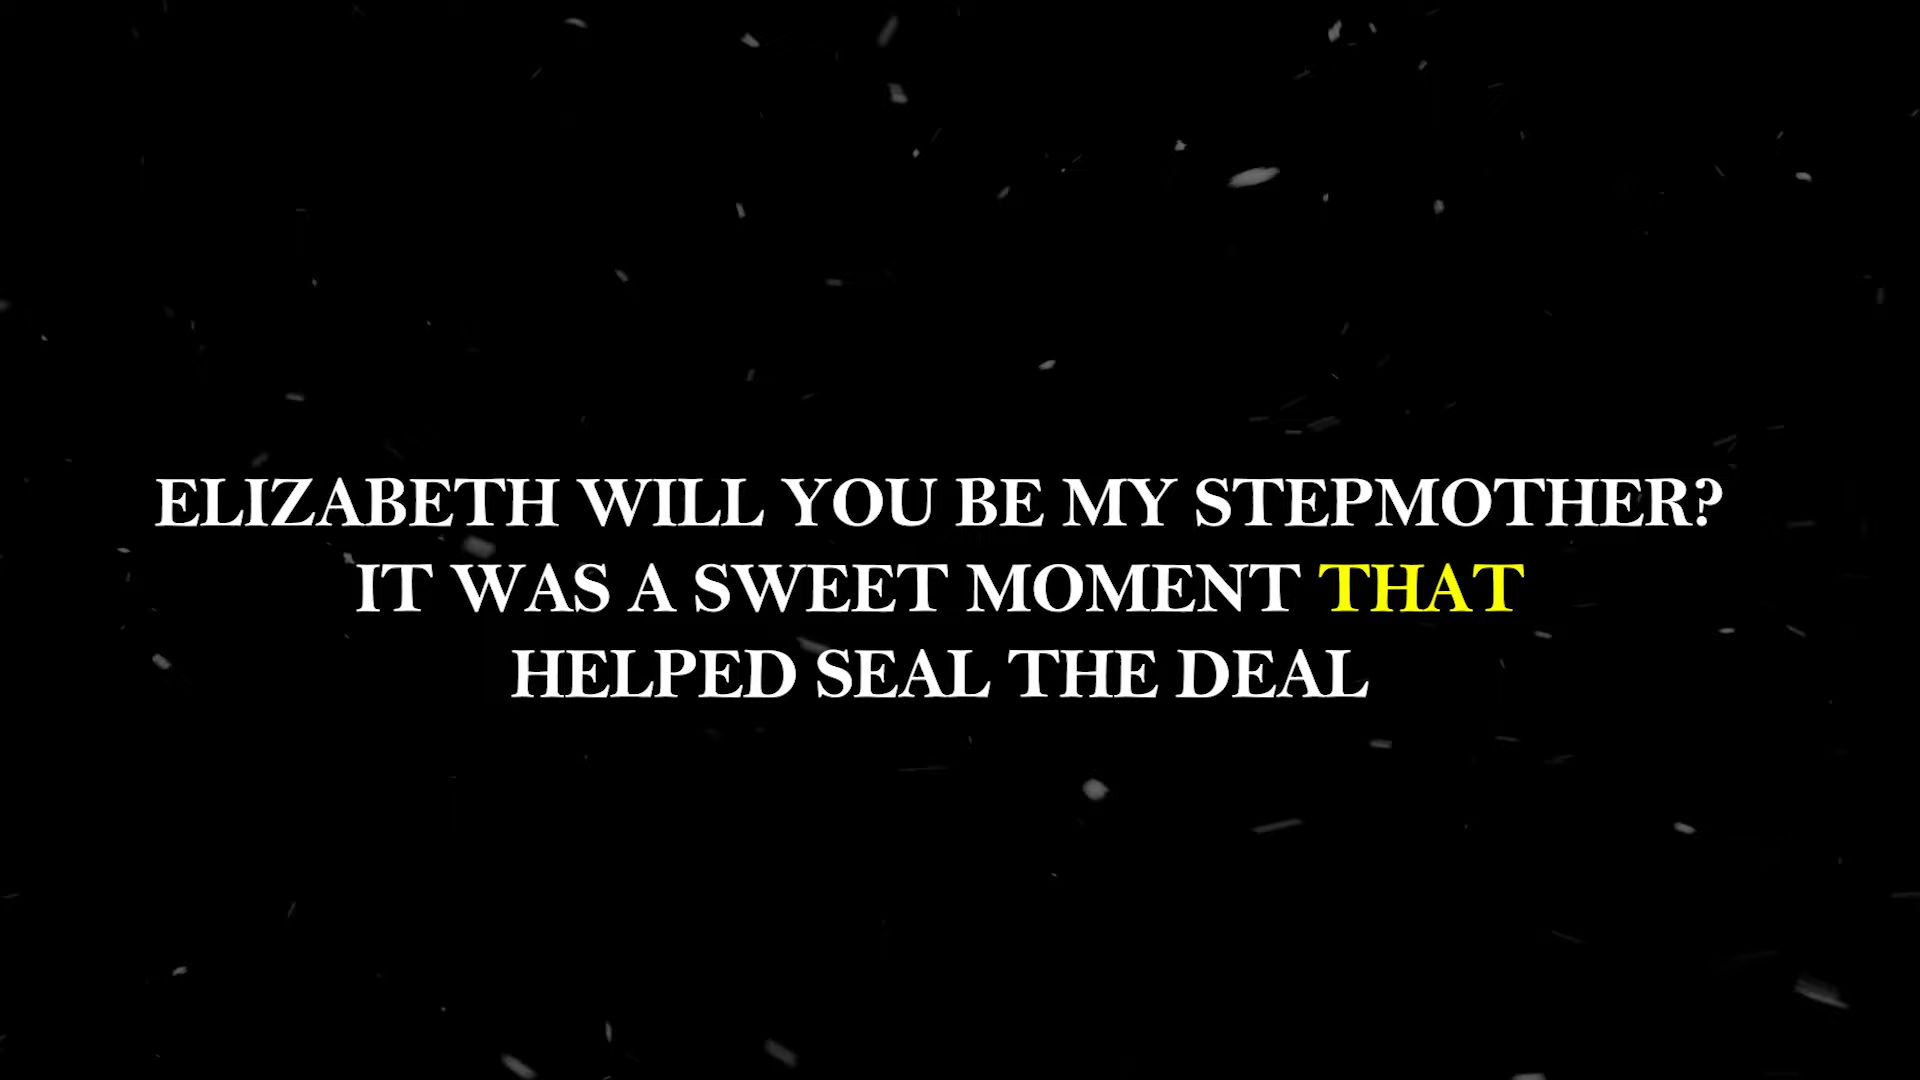 ELIZABETH WILL YOU BE MY STEPMOTHER?
IT WAS A SWEET MOMENT THAT
HELPED SEAL THE DEAL